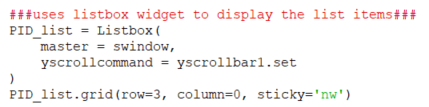 ###uses listbox widget to display the list items###
PID_list = Listbox(
    master = swindow,
    yscrollcommand = yscrollbar1.set
)
PID_list.grid(row=3, column=0, sticky='nw')